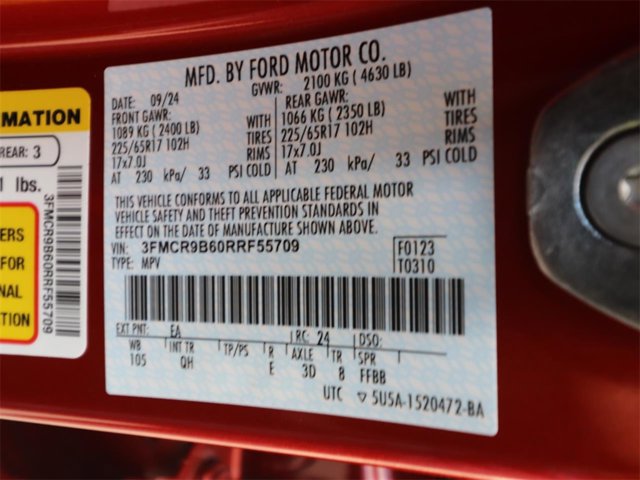 MFD. BY FORD MOTOR CO.
DATE: 09/24 GVWR: 2100 KG ( 4630 LB)
FRONT GAWR: REAR GAWR:
1089 KG ( 2400 LB) WITH 1066 KG ( 2350 LB) WITH
225/65R17 102H TIRES 225/65R17 102H TIRES
17x7.0J RIMS 17x7.0J RIMS
AT 230 kPa/ 33 PSI COLD AT 230 kPa/ 33 PSI COLD
THIS VEHICLE CONFORMS TO ALL APPLICABLE FEDERAL MOTOR
VEHICLE SAFETY AND THEFT PREVENTION STANDARDS IN
EFFECT ON THE DATE OF MANUFACTURE SHOWN ABOVE.
VIN: 3FMCR9B60RRF55709 F0123
TYPE: MPV T0310
EXT PNT: EA RC: 24 DSO:
WB INT TR TP/PS R AXLE TR SPR
105 QH E 3D 8 FFBB
UTC ▽ 5U5A-1520472-BA
MATION
REAR: 3
1 lbs.
3FMCR9B60RRF55709
ERS
FOR
NAL
TION